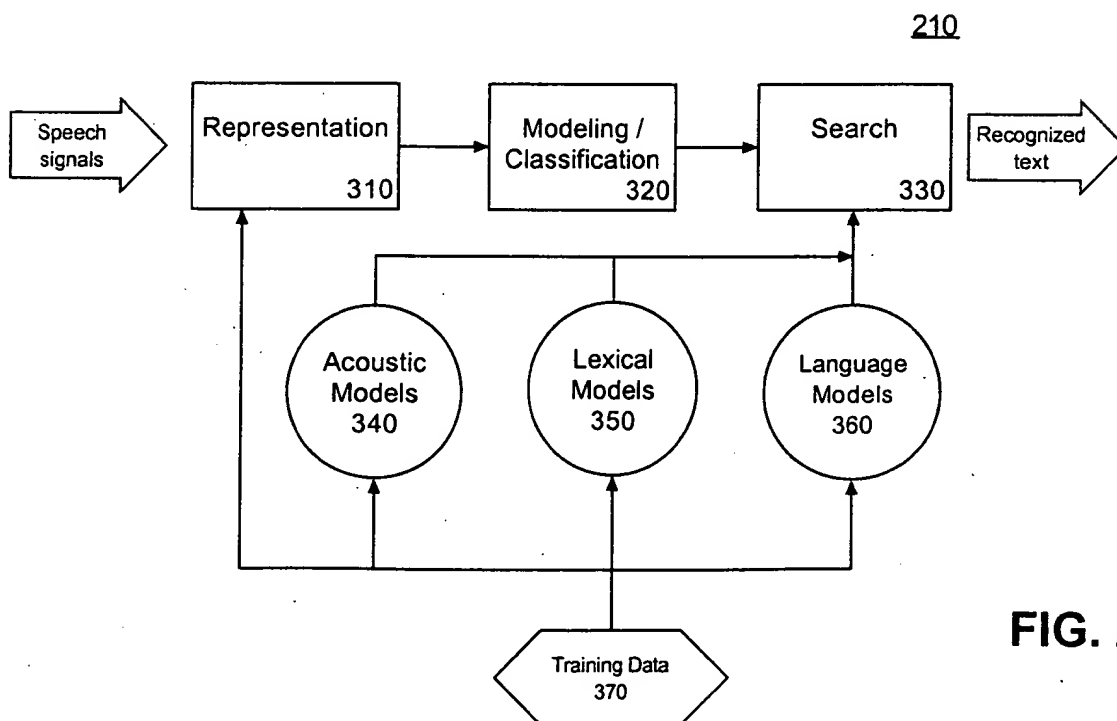 210
Speech
signals
Representation
310
Modeling /
Classification
320
Search
330
Recognized
text
Acoustic
Models
340
Lexical
Models
350
Language
Models
360
Training Data
370
FIG.